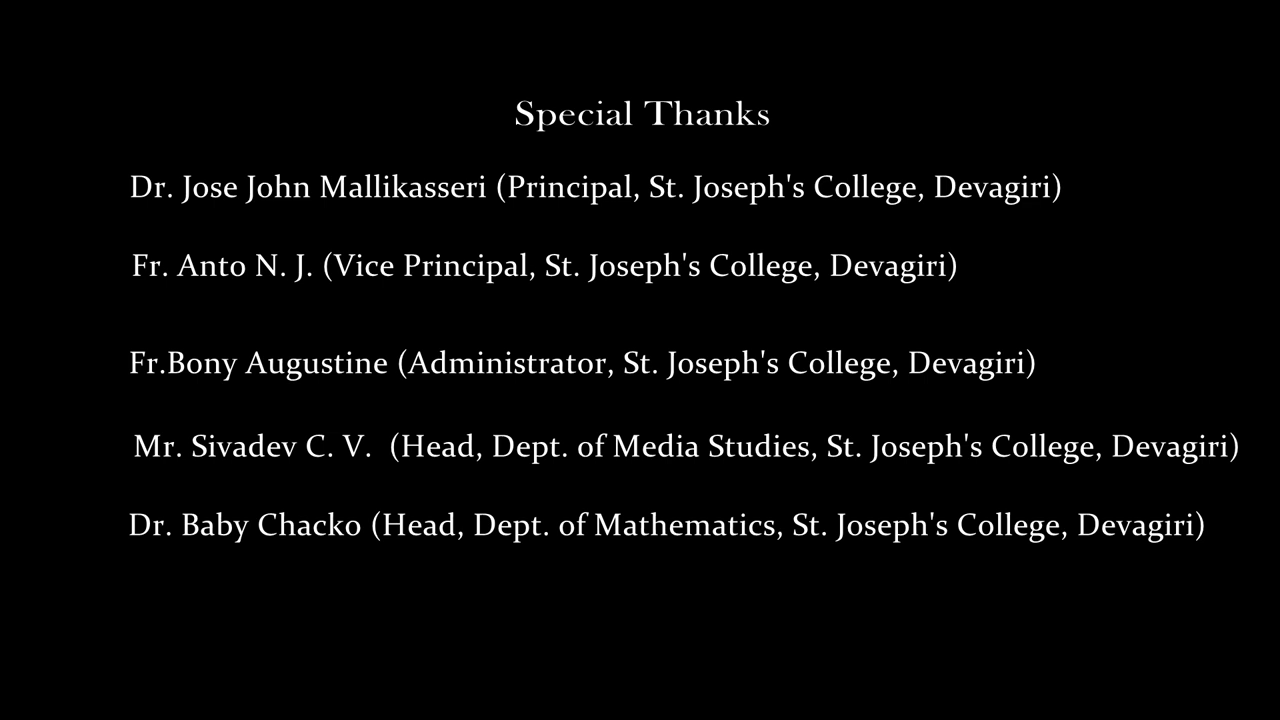 Special Thanks
Dr. Jose John Mallikasseri (Principal, St. Joseph's College, Devagiri)
Fr. Anto N. J. (Vice Principal, St. Joseph's College, Devagiri)
Fr.Bony Augustine (Administrator, St. Joseph's College, Devagiri)
Mr. Sivadev C. V.  (Head, Dept. of Media Studies, St. Joseph's College, Devagiri)
Dr. Baby Chacko (Head, Dept. of Mathematics, St. Joseph's College, Devagiri)